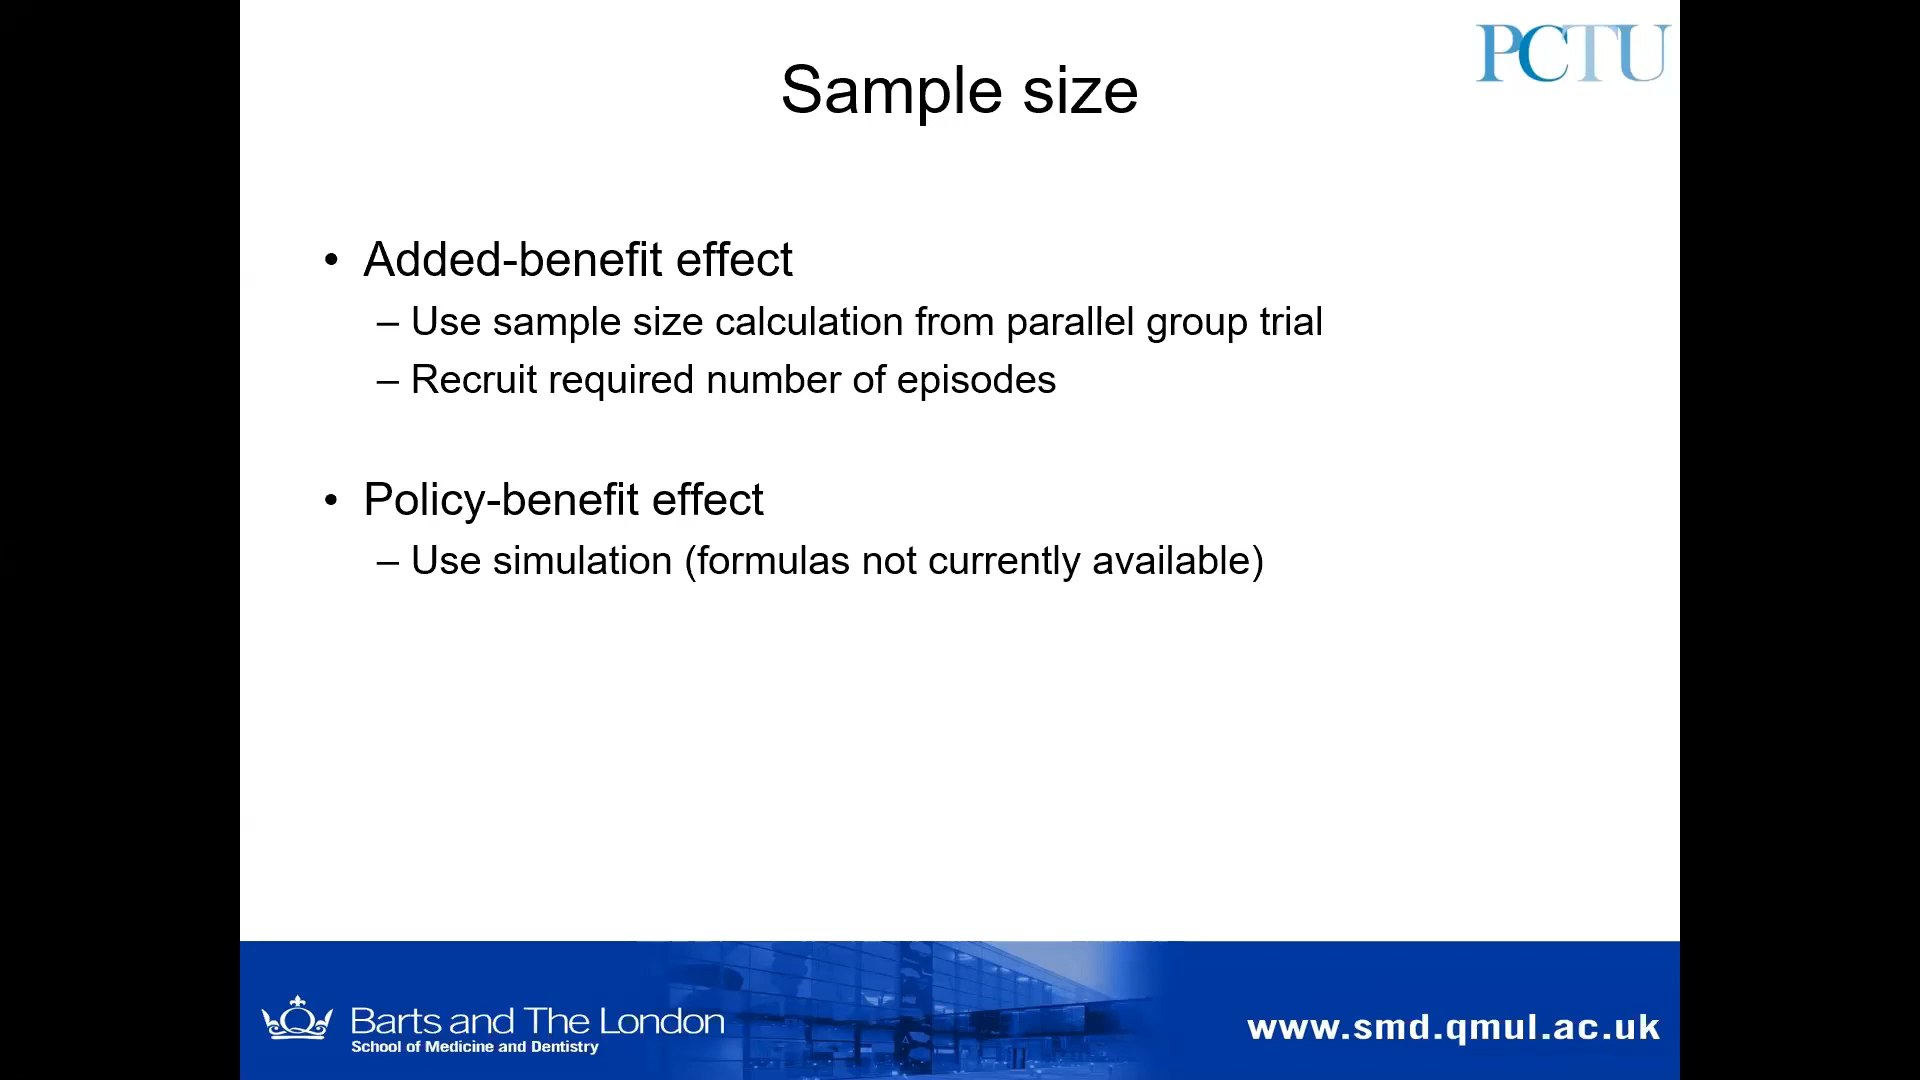 PCTU
Sample size
• Added-benefit effect
– Use sample size calculation from parallel group trial
– Recruit required number of episodes
• Policy-benefit effect
– Use simulation (formulas not currently available)
Barts and The London
School of Medicine and Dentistry
www.smd.qmul.ac.uk